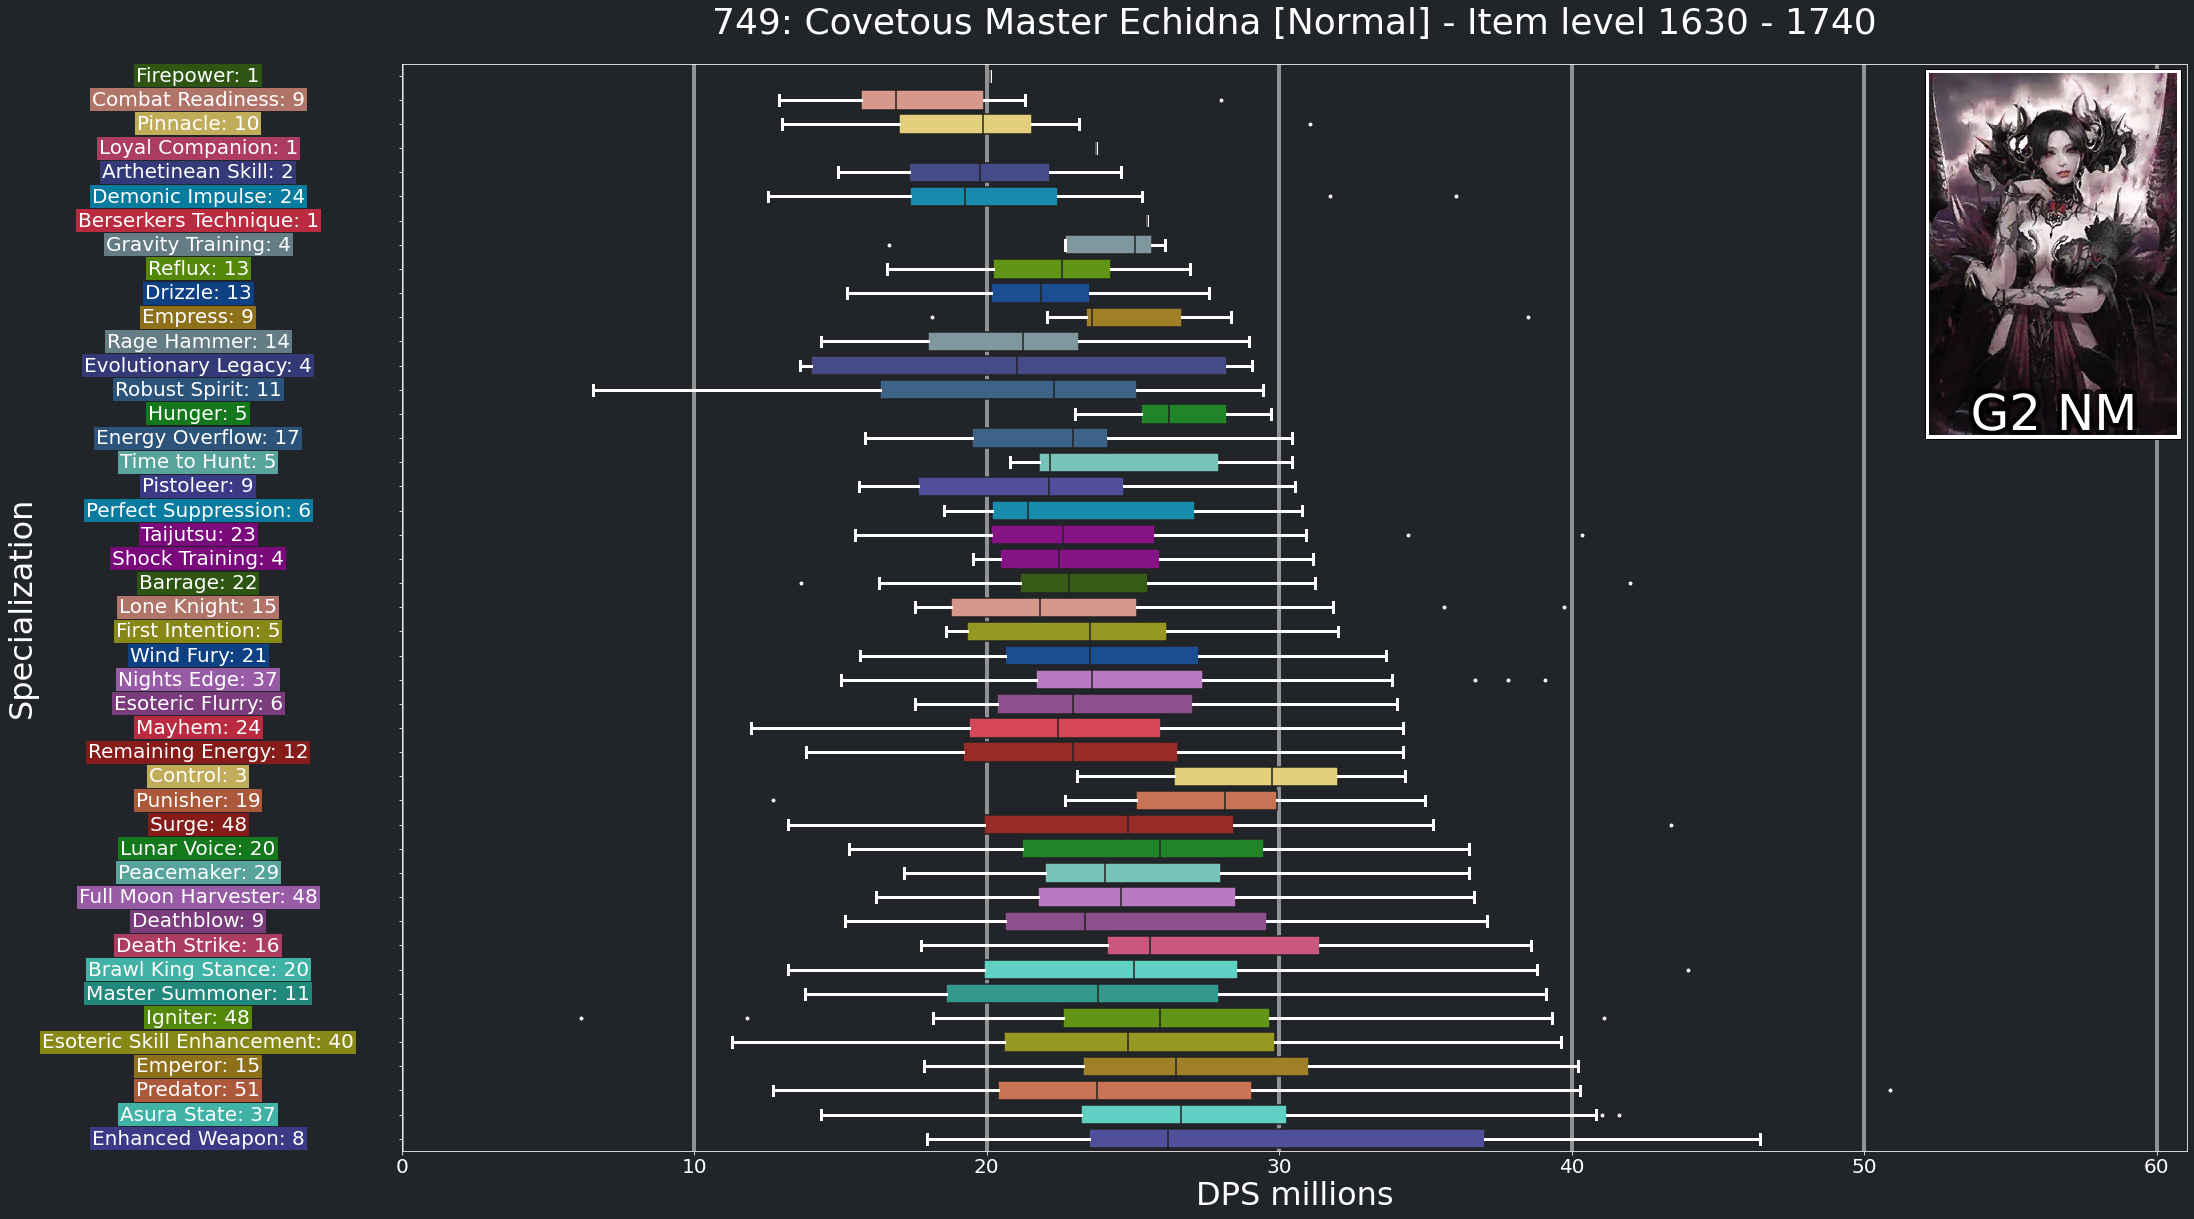 749: Covetous Master Echidna [Normal] - Item level 1630 - 1740
Firepower: 1
Combat Readiness: 9
Pinnacle: 10
Loyal Companion: 1
Arthetinean Skill: 2
Demonic Impulse: 24
Berserkers Technique: 1
Gravity Training: 4
Reflux: 13
Drizzle: 13
Empress: 9
Rage Hammer: 14
Evolutionary Legacy: 4
Robust Spirit: 11
Hunger: 5
Energy Overflow: 17
Time to Hunt: 5
Pistoleer: 9
Perfect Suppression: 6
Taijutsu: 23
Shock Training: 4
Barrage: 22
Lone Knight: 15
First Intention: 5
Wind Fury: 21
Nights Edge: 37
Esoteric Flurry: 6
Mayhem: 24
Remaining Energy: 12
Control: 3
Punisher: 19
Surge: 48
Lunar Voice: 20
Peacemaker: 29
Full Moon Harvester: 48
Deathblow: 9
Death Strike: 16
Brawl King Stance: 20
Master Summoner: 11
Igniter: 48
Esoteric Skill Enhancement: 40
Emperor: 15
Predator: 51
Asura State: 37
Enhanced Weapon: 8
Specialization
G2 NM
0 10 20 30 40 50 60
DPS millions